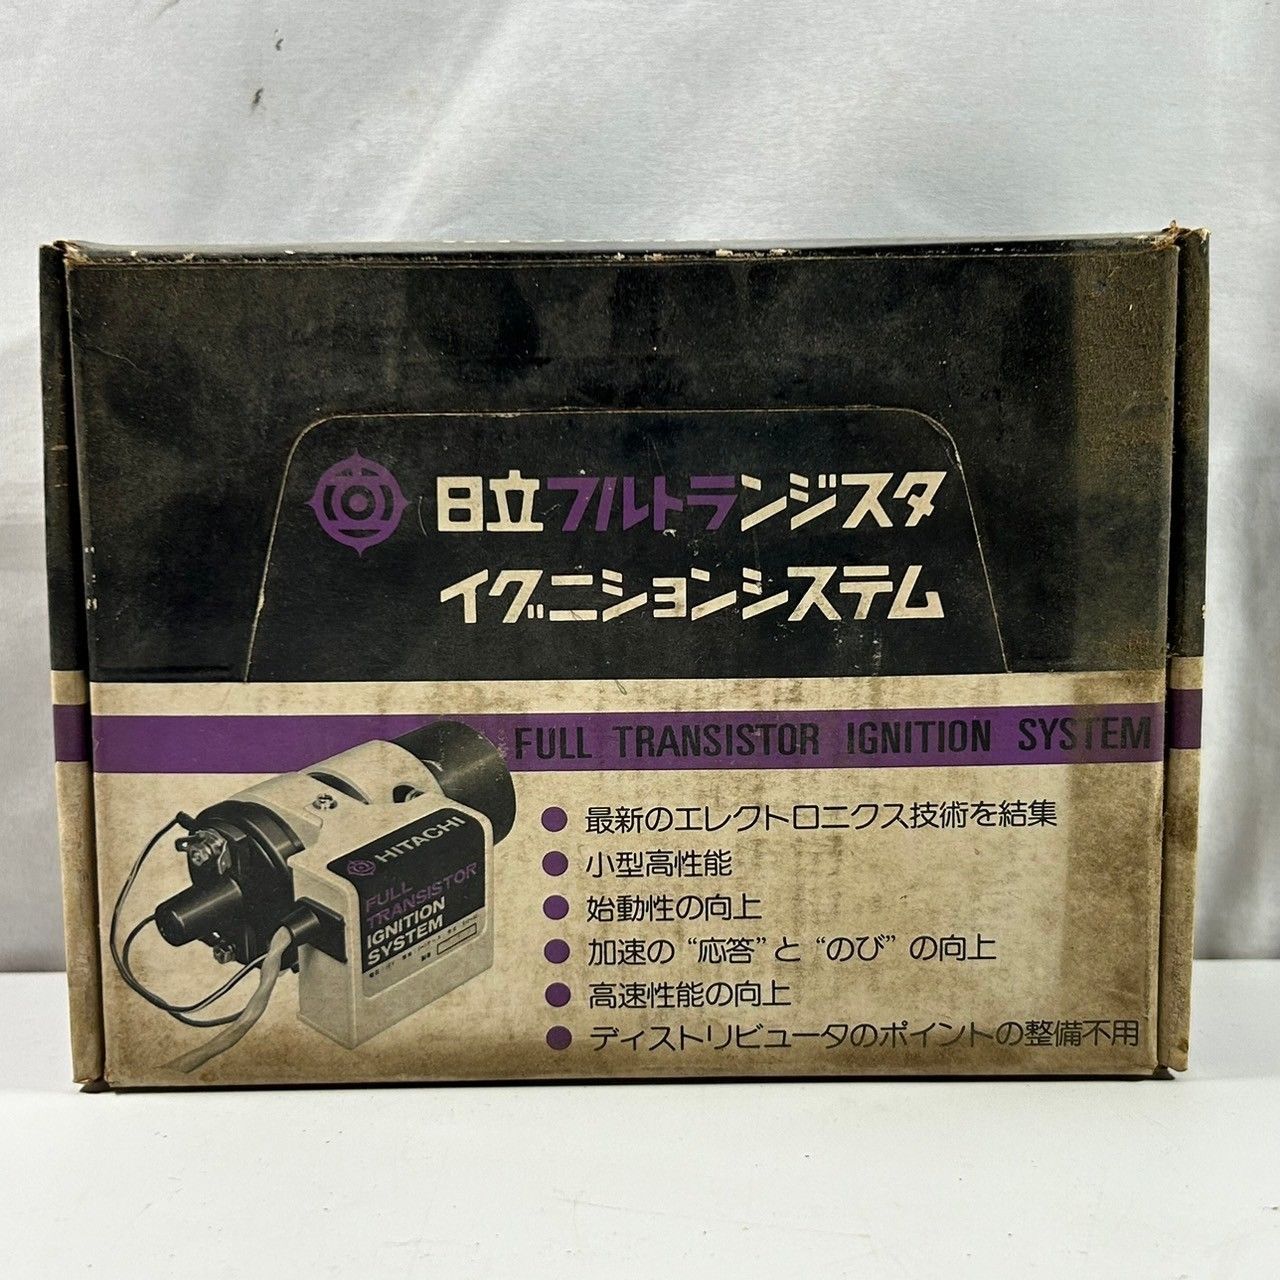 日立フルトランジスタ
イグニションシステム
FULL TRANSISTOR IGNITION SYSTEM
● 最新のエレクトロニクス技術を結集
● 小型高性能
● 始動性の向上
● 加速の“応答”と“のび”の向上
● 高速性能の向上
● ディストリビュータのポイントの整備不用
HITACHI
FULL
TRANSISTOR
IGNITION
SYSTEM